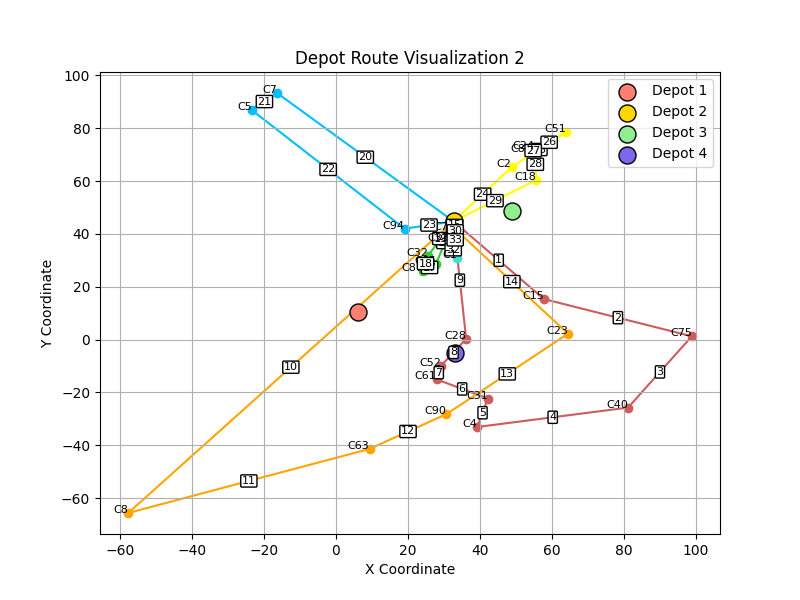 Depot Route Visualization 2
Depot 1
Depot 2
Depot 3
Depot 4
Y Coordinate
100
80
60
40
20
0
−20
−40
−60
−60
−40
−20
0
20
40
60
80
100
X Coordinate
C7
21
C5
20
22
C94
23
C51
26
27
C2
28
C18
24
29
30
33
32
C32
18
1
14
C15
2
C75
C23
9
C28
8
C52
7
C61
6
C31
5
C4
4
C40
3
13
C90
12
C63
11
C8
10